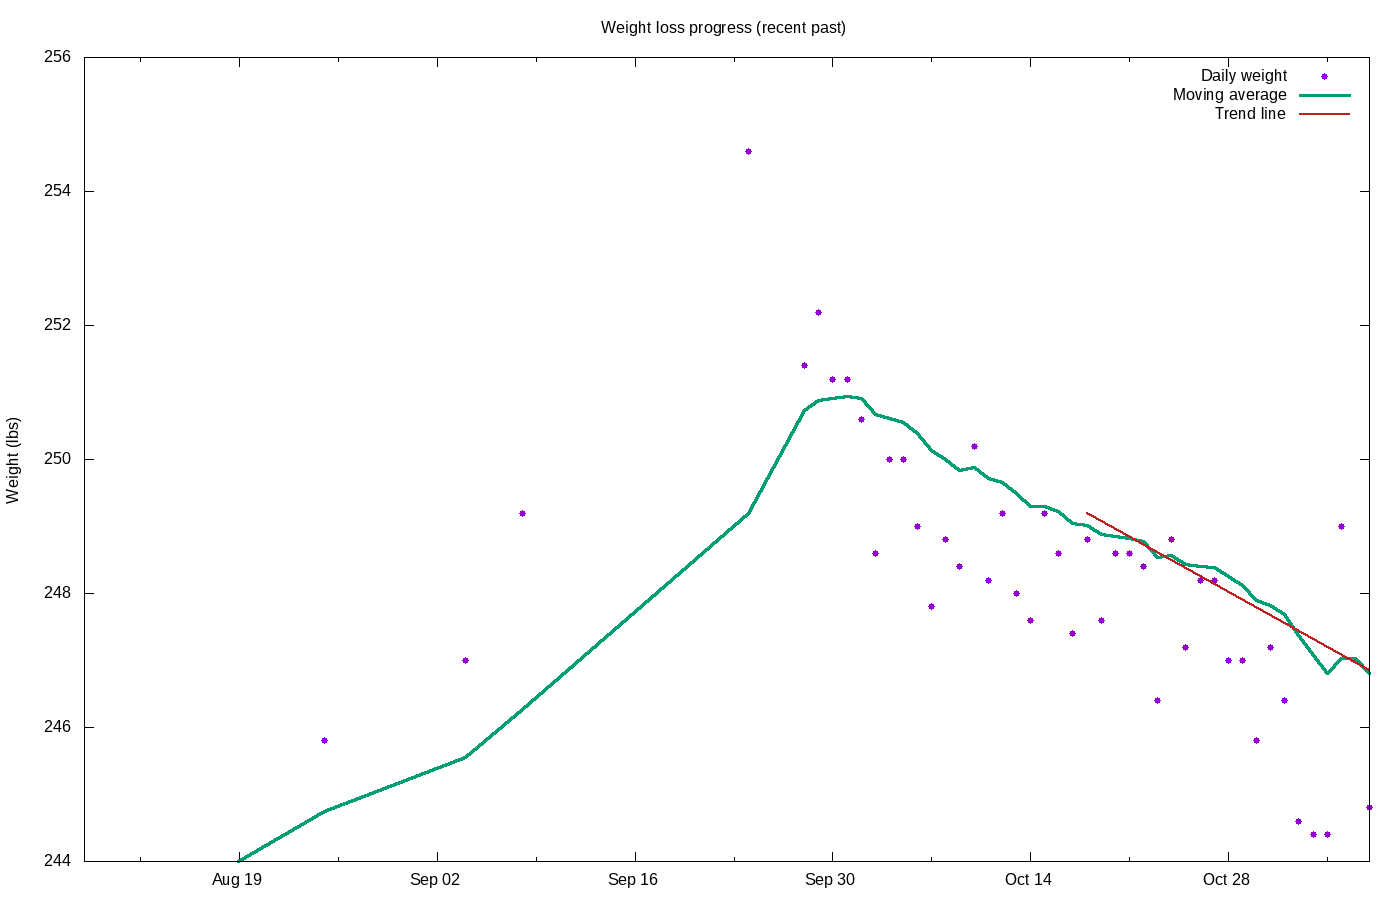 Weight loss progress (recent past)
256
254
252
250
248
246
244
Weight (lbs)
Daily weight
Moving average
Trend line
Aug 19
Sep 02
Sep 16
Sep 30
Oct 14
Oct 28